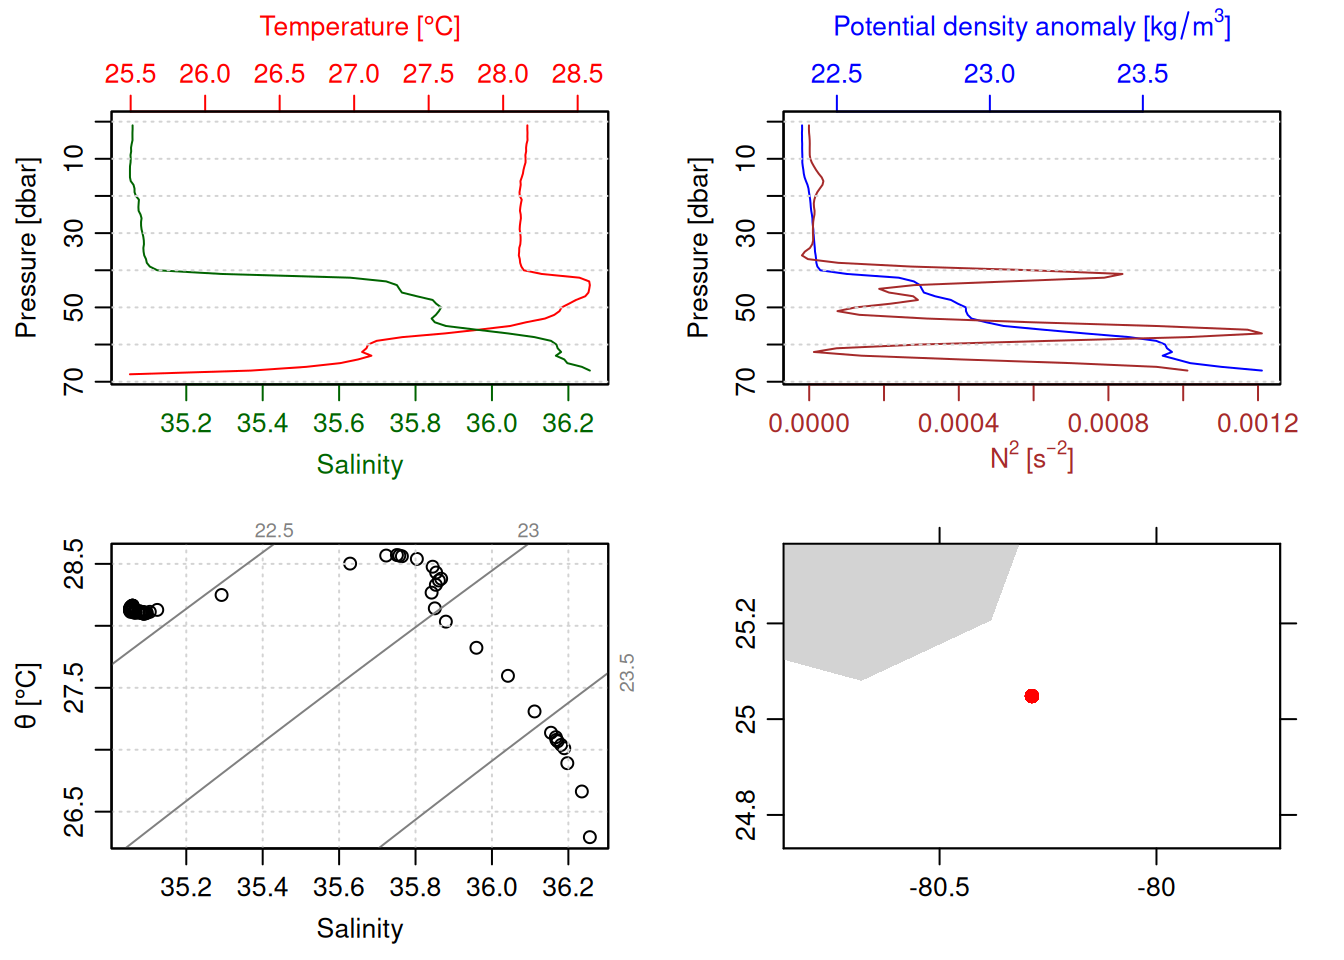 Temperature [°C]
25.5 26.0 26.5 27.0 27.5 28.0 28.5
Pressure [dbar]
10
30
50
70
35.2 35.4 35.6 35.8 36.0 36.2
Salinity
Potential density anomaly [kg/m³]
22.5 23.0 23.5
Pressure [dbar]
10
30
50
70
0.0000 0.0004 0.0008 0.0012
N² [s⁻²]
22.5 23
23.5
θ [°C]
28.5
27.5
26.5
35.2 35.4 35.6 35.8 36.0 36.2
Salinity
25.2
25
24.8
-80.5 -80